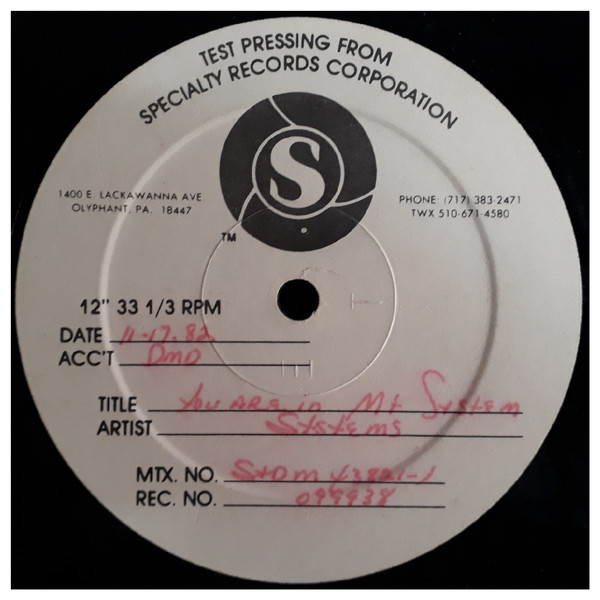 TEST PRESSING FROM
SPECIALTY RECORDS CORPORATION
S
TM
1400 E. LACKAWANNA AVE
OLYPHANT, PA. 18447
PHONE: (717) 383-2471
TWX 510-671-4580
12" 33 1/3 RPM
DATE 11-17.82
ACC'T DMD
TITLE You ARE in My System
ARTIST Systems
MTX. NO.
REC. NO. 099938